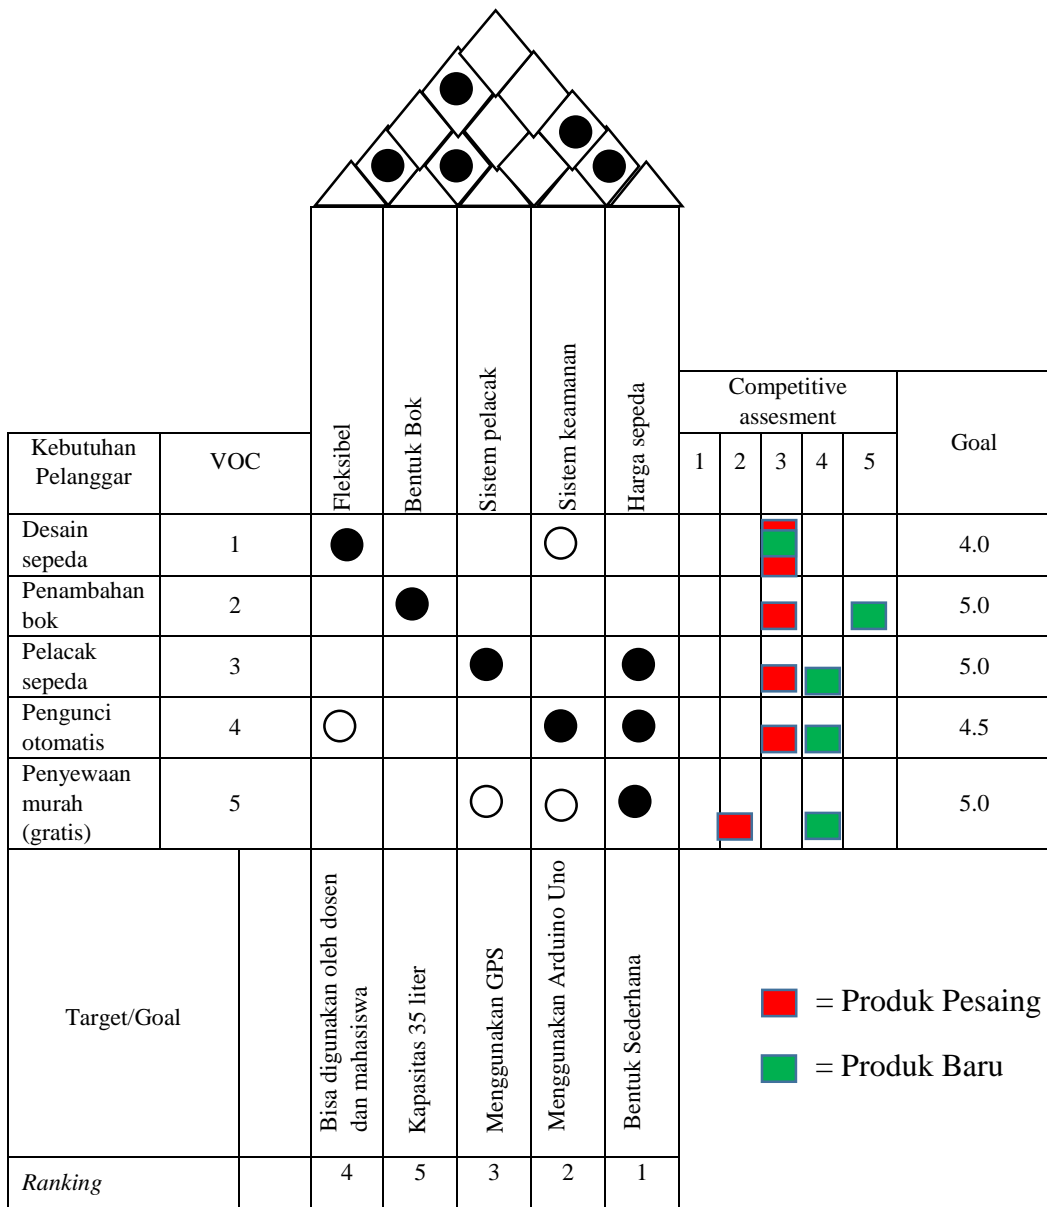 Fleksibel
Bentuk Bok
Sistem pelacak
Sistem keamanan
Harga sepeda
Competitive
assesment
Goal
Kebutuhan
Pelanggar
VOC
1 2 3 4 5
Desain
sepeda
1
4.0
Penambahan
bok
2
5.0
Pelacak
sepeda
3
5.0
Pengunci
otomatis
4
4.5
Penyewaan
murah
(gratis)
5
5.0
Target/Goal
Bisa digunakan oleh dosen
dan mahasiswa
Kapasitas 35 liter
Menggunakan GPS
Menggunakan Arduino Uno
Bentuk Sederhana
= Produk Pesaing
= Produk Baru
Ranking
4 5 3 2 1